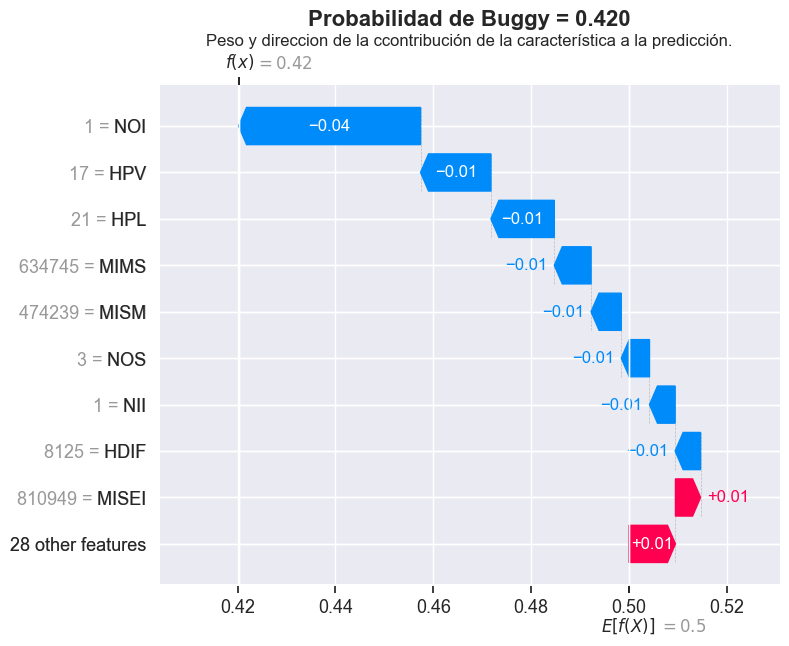 Probabilidad de Buggy = 0.420
Peso y direccion de la ccontribución de la característica a la predicción.
f(x) = 0.42
1 = NOI
−0.04
17 = HPV
−0.01
21 = HPL
−0.01
634745 = MIMS
−0.01
474239 = MISM
−0.01
3 = NOS
−0.01
1 = NII
−0.01
8125 = HDIF
−0.01
810949 = MISEI
+0.01
28 other features
+0.01
0.42 0.44 0.46 0.48 0.50 0.52
E[f(X)] = 0.5